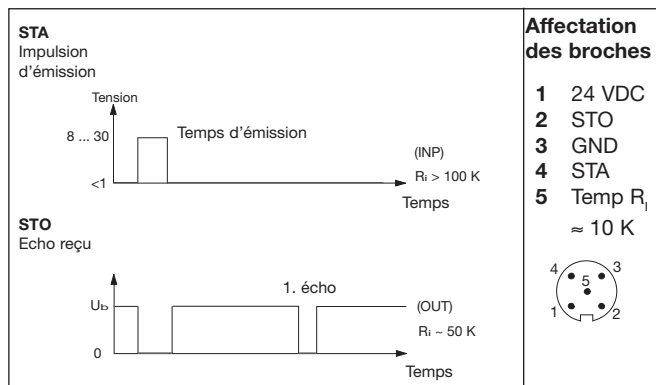 STA
Impulsion
d'émission
Tension
8 ... 30
Temps d'émission
(INP)
Ri > 100 K
<1
Temps
STO
Echo reçu
1. écho
Ub
(OUT)
Ri ~ 50 K
0
Temps
Affectation
des broches
1 24 VDC
2 STO
3 GND
4 STA
5 Temp RI
≈ 10 K
4 3
5
1 2